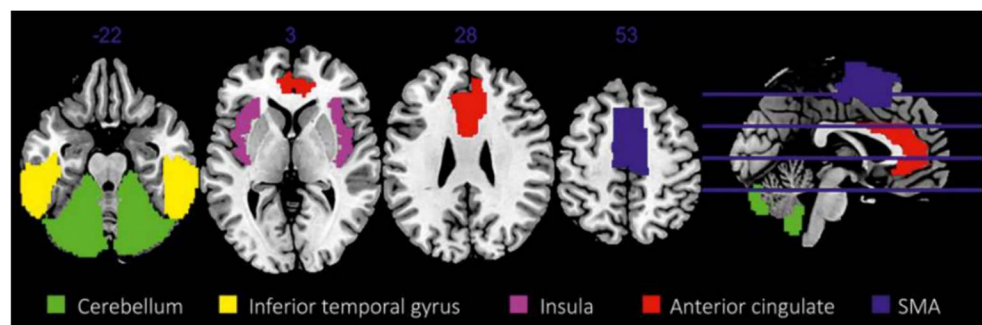 -22 3 28 53
Cerebellum Inferior temporal gyrus Insula Anterior cingulate SMA